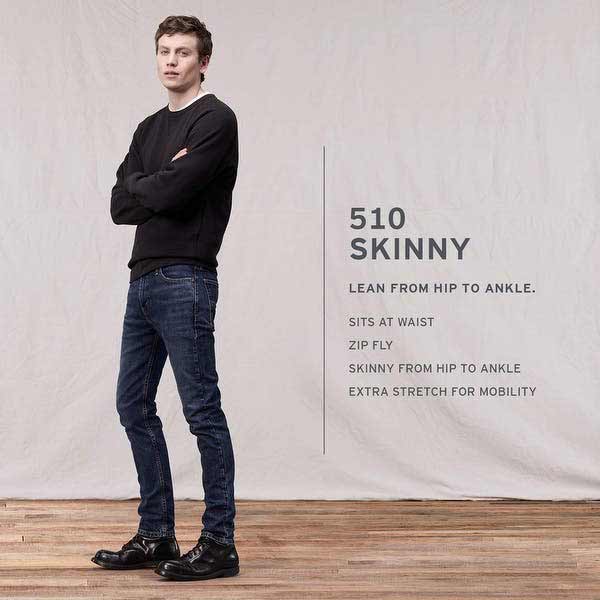 510
SKINNY
LEAN FROM HIP TO ANKLE.
SITS AT WAIST
ZIP FLY
SKINNY FROM HIP TO ANKLE
EXTRA STRETCH FOR MOBILITY